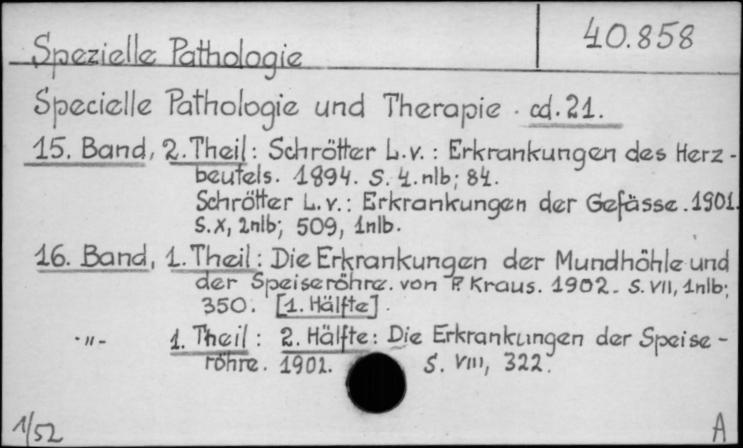 40.858
Spezielle Pathologie
Specielle Pathologie und Therapie. cd.21.
15. Band, 2. Theil: Schrötter L.v.: Erkrankungen des Herz-
beutels. 1894. S. 4. nlb; 84.
Schrötter L.v.: Erkrankungen der Gefässe. 1901.
S.X, 2nlb; 509, 1nlb.
16. Band, 1. Theil: Die Erkrankungen der Mundhöhle und
der Speiseröhre. von F. Kraus. 1902. S. VII, 1nlb;
350. [1. Hälfte].
-"- 1. Theil: 2. Hälfte: Die Erkrankungen der Speise-
röhre. 1901. S. VIII, 322.
1/52 A